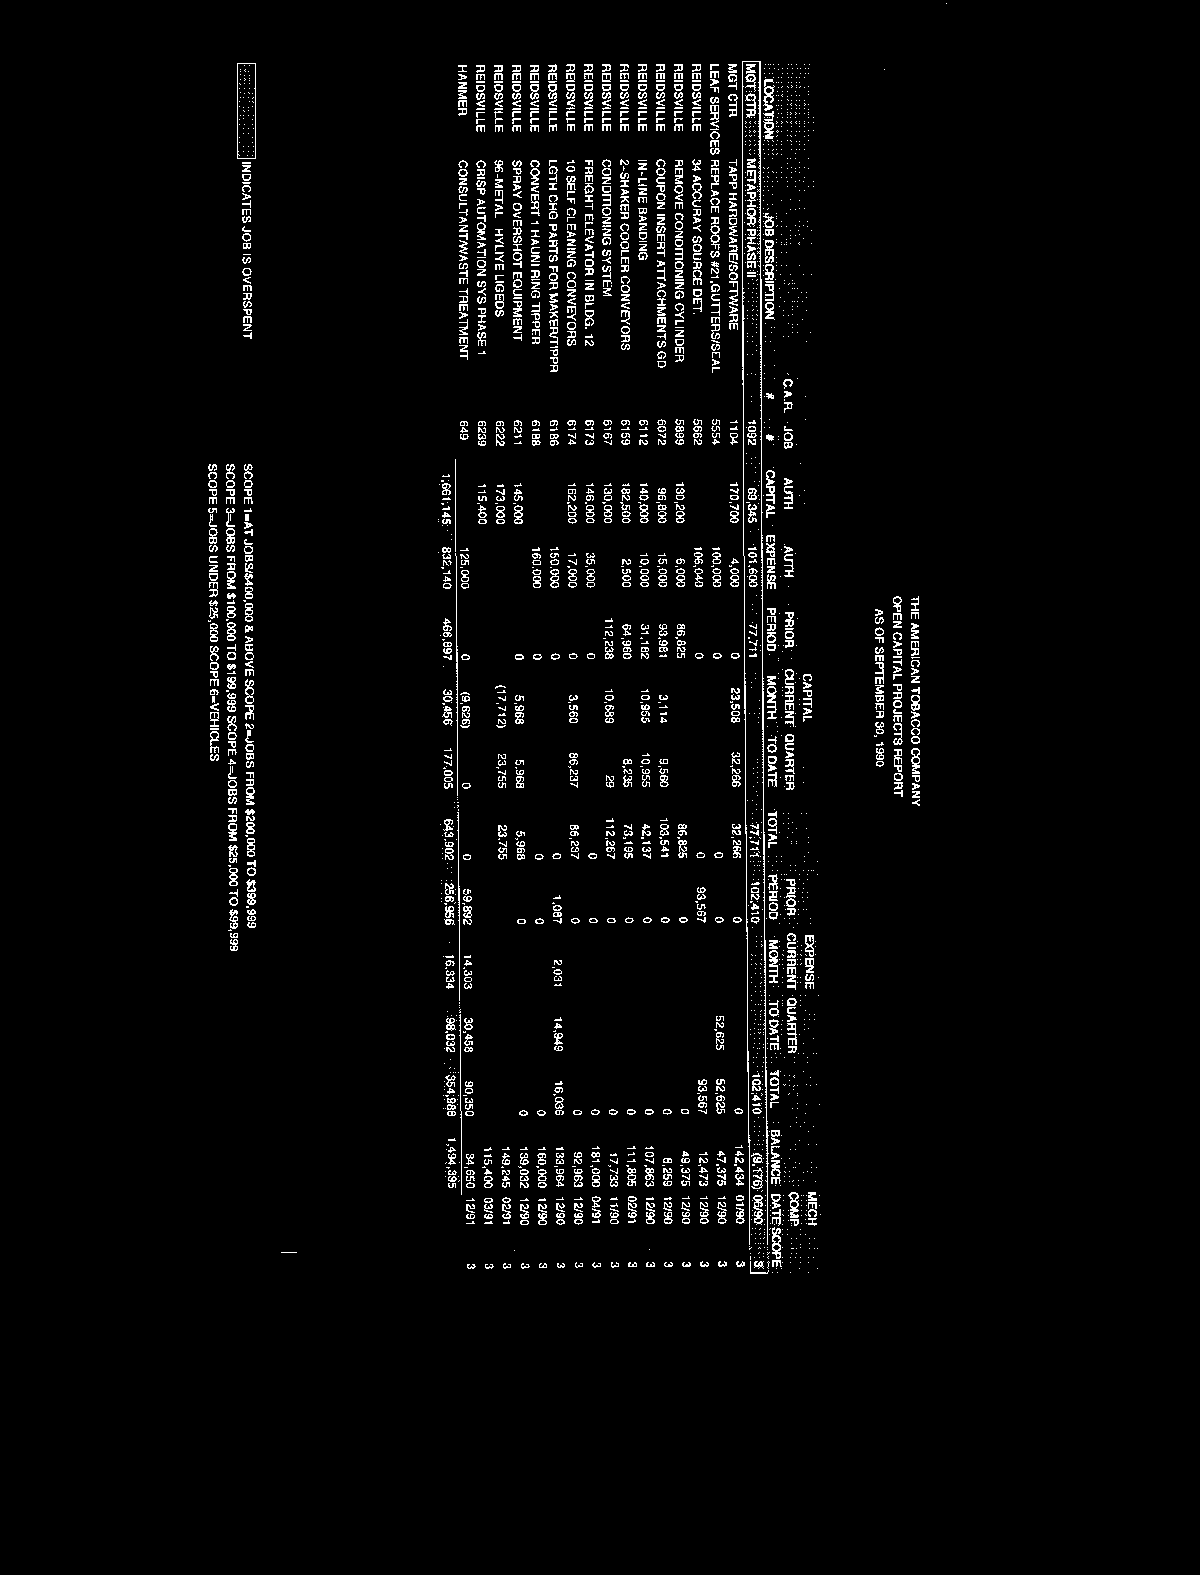 THE AMERICAN TOBACCO COMPANY
OPEN CAPITAL PROJECTS REPORT
AS OF SEPTEMBER 30, 1990
CAPITAL EXPENSE MECH
C.A.R. JOB AUTH AUTH PRIOR CURRENT QUARTER PRIOR CURRENT QUARTER COMP.
LOCATION JOB DESCRIPTION # # CAPITAL EXPENSE PERIOD MONTH TO DATE TOTAL PERIOD MONTH TO DATE TOTAL BALANCE DATE SCOPE
MGT CTR METAPHOR PHASE II 1092 69,345 101,600 77,711 77,711 102,410 102,410 (9,176) 06/90 3
MGT CTR TAPP HARDWARE/SOFTWARE 1104 170,700 4,000 0 23,508 32,266 32,266 0 0 142,434 01/90 3
LEAF SERVICES REPLACE ROOFS #21,GUTTERS/SEAL 5554 100,000 0 0 0 52,625 52,625 47,375 12/90 3
REIDSVILLE 34 ACCURAY SOURCE DET. 5662 106,040 0 0 93,567 93,567 12,473 12/90 3
REIDSVILLE REMOVE CONDITIONING CYLINDER 5899 130,200 6,000 86,825 86,825 0 0 49,375 12/90 3
REIDSVILLE COUPON INSERT ATTACHMENTS GD 6072 96,800 15,000 93,981 3,114 9,560 103,541 0 0 8,259 12/90 3
REIDSVILLE IN-LINE BANDING 6112 140,000 10,000 31,182 10,955 10,955 42,137 0 0 107,863 12/90 3
REIDSVILLE 2-SHAKER COOLER CONVEYORS 6159 182,500 2,500 64,960 8,235 73,195 0 0 111,805 02/91 3
REIDSVILLE CONDITIONING SYSTEM 6167 130,000 112,238 10,689 29 112,267 0 0 17,733 11/90 3
REIDSVILLE FREIGHT ELEVATOR IN BLDG. 12 6173 146,000 35,000 0 0 0 0 181,000 04/91 3
REIDSVILLE 10 SELF CLEANING CONVEYORS 6174 162,200 17,000 0 3,560 86,237 86,237 0 0 92,963 12/90 3
REIDSVILLE LGTH CHG PARTS FOR MAKER/TIPPR 6186 150,000 0 0 1,087 2,031 14,949 16,036 133,964 12/90 3
REIDSVILLE CONVERT 1 HAUNI RING TIPPER 6188 160,000 0 0 0 0 160,000 12/90 3
REIDSVILLE SPRAY OVERSHOT EQUIPMENT 6211 145,000 0 5,968 5,968 5,968 0 0 139,032 12/90 3
REIDSVILLE 96-METAL HYLIYE LIGEDS 6222 173,000 (17,712) 23,755 23,755 149,245 02/91 3
REIDSVILLE CRISP AUTOMATION SYS PHASE 1 6239 115,400 115,400 03/91 3
HANMER CONSULTANT/WASTE TREATMENT 649 125,000 0 (9,626) 0 0 59,892 14,303 30,458 90,350 34,650 12/91 3
1,661,145 832,140 466,897 30,456 177,005 643,902 256,956 16,334 98,032 354,988 1,494,395
INDICATES JOB IS OVERSPENT
SCOPE 1=AT JOBS/$400,000 & ABOVE SCOPE 2=JOBS FROM $200,000 TO $399,999
SCOPE 3=JOBS FROM $100,000 TO $199,999 SCOPE 4=JOBS FROM $25,000 TO $99,999
SCOPE 5=JOBS UNDER $25,000 SCOPE 6=VEHICLES